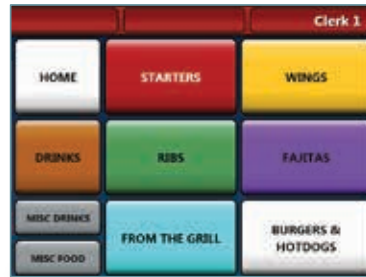 Clerk 1
HOME
STARTERS
WINGS
DRINKS
RIBS
FAJITAS
MISC DRINKS
MISC FOOD
FROM THE GRILL
BURGERS &
HOTDOGS